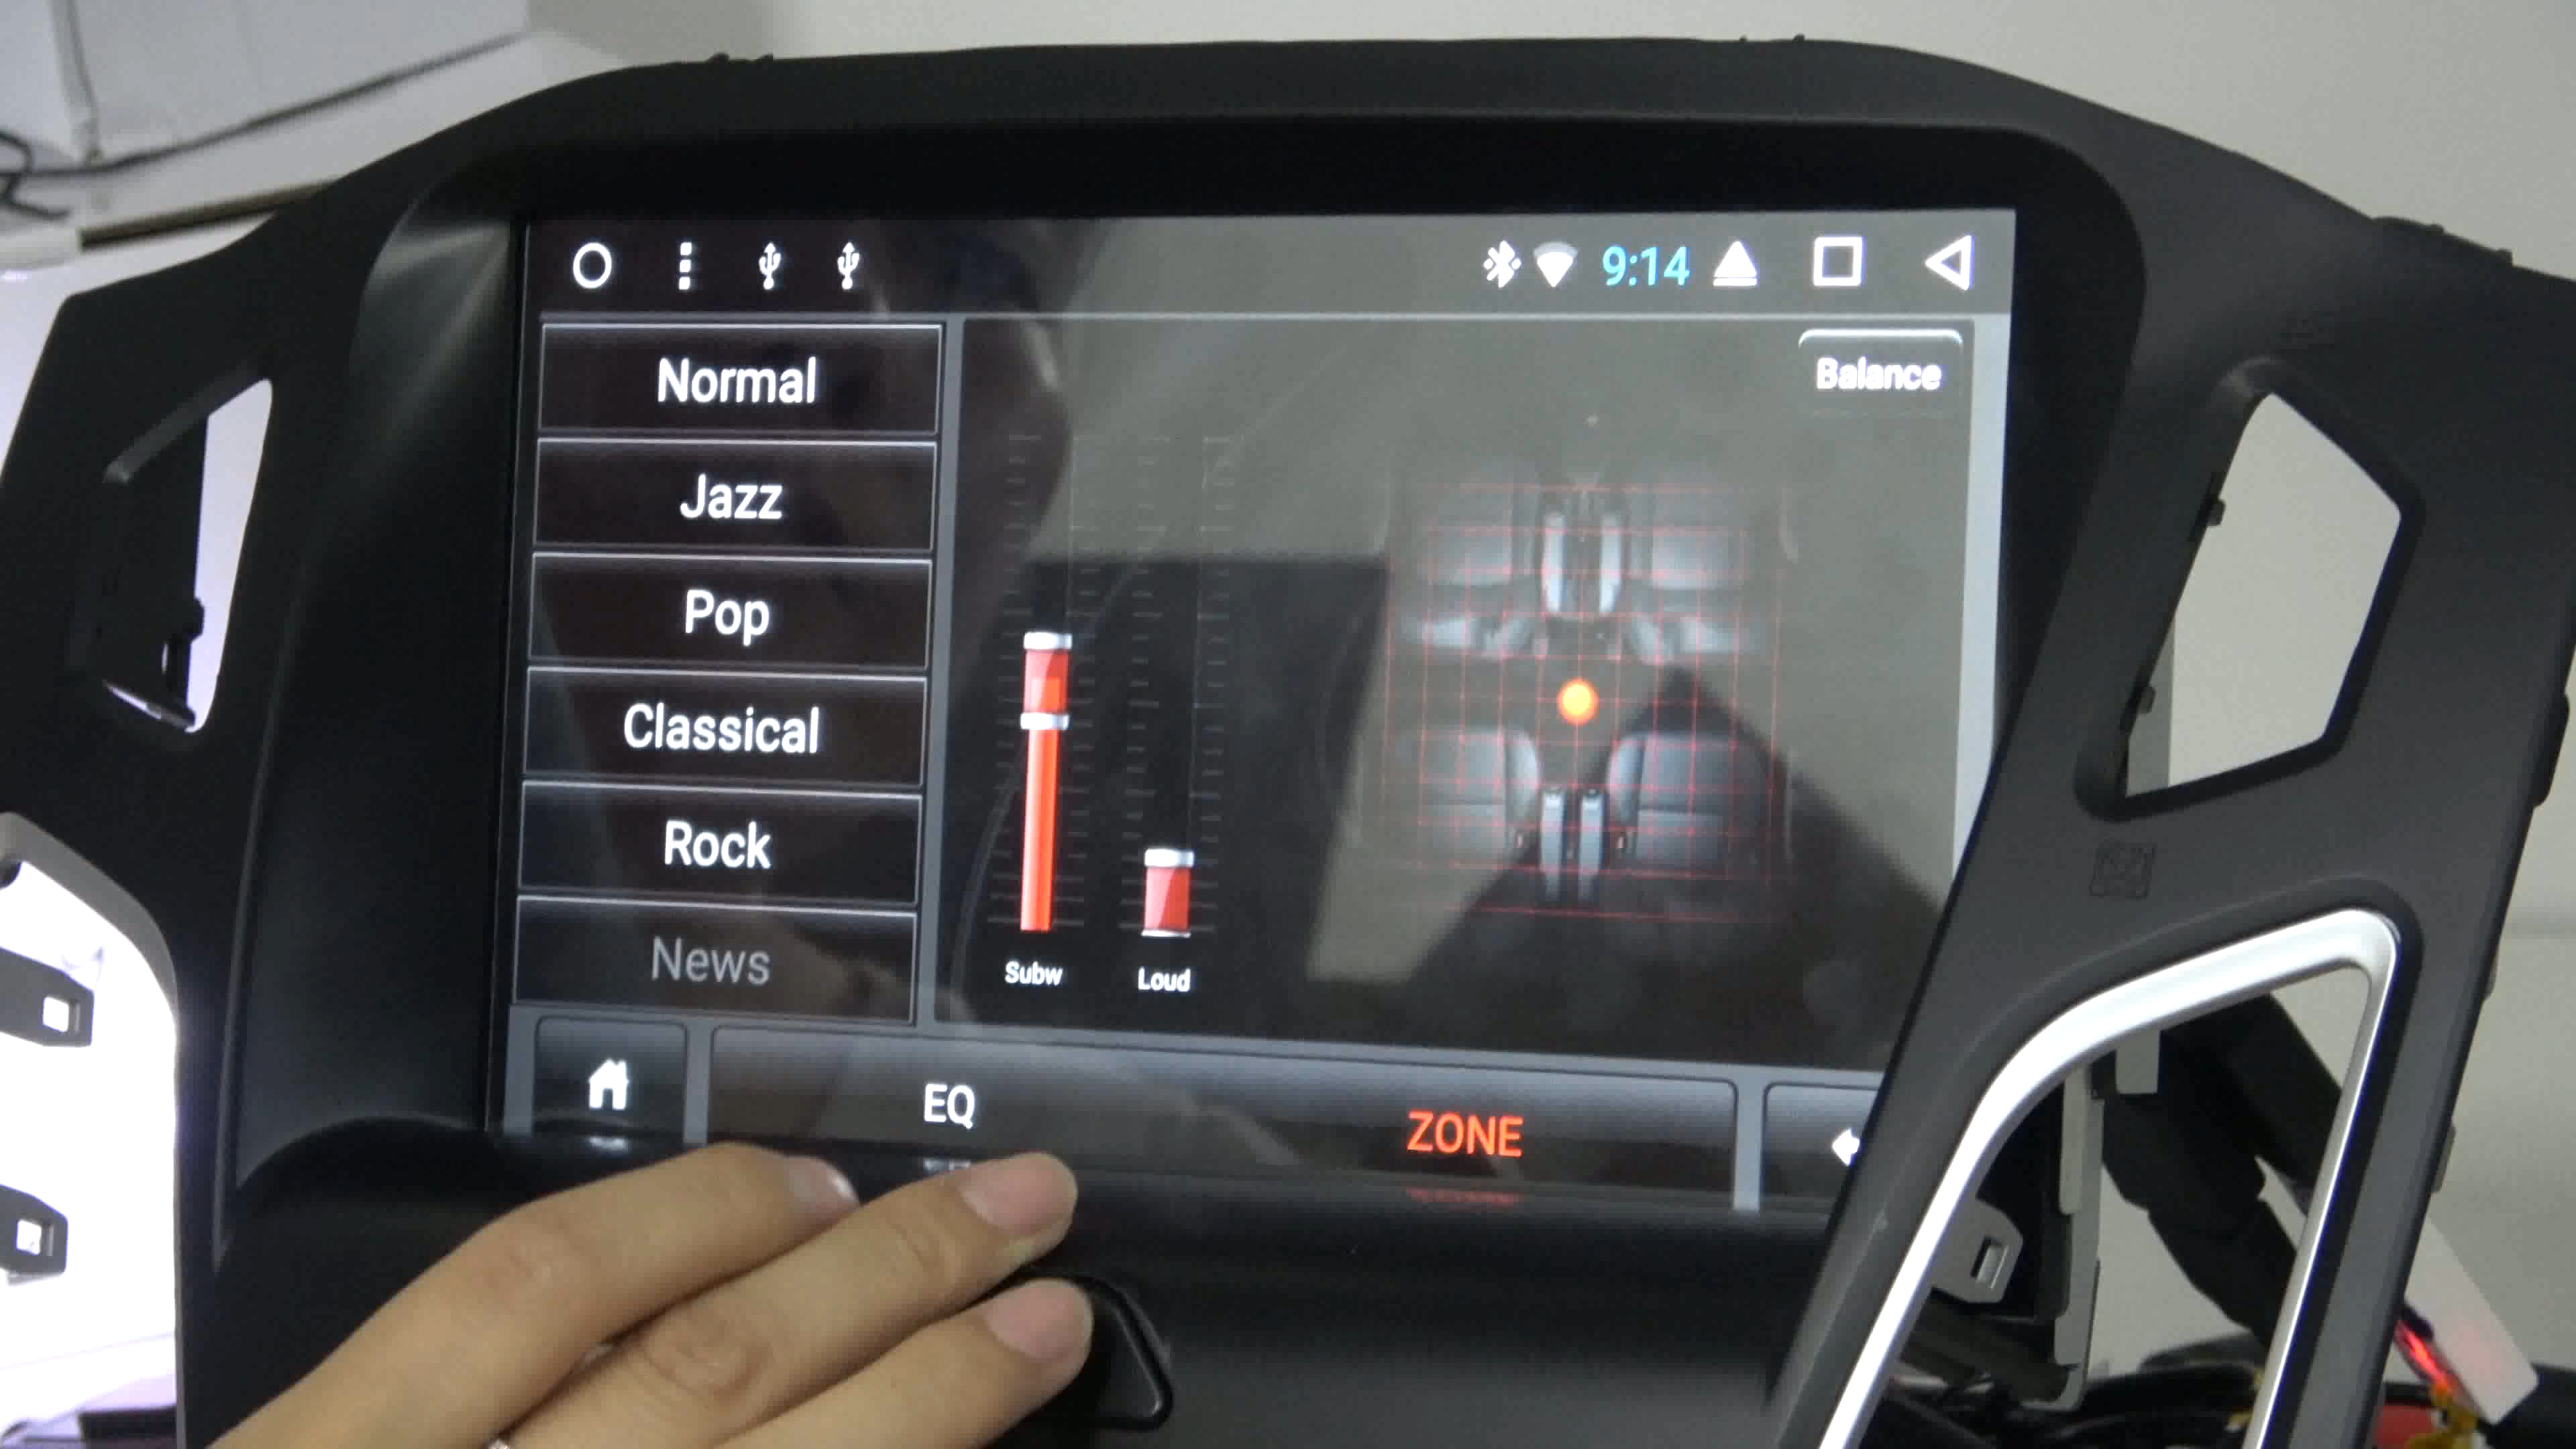 9:14
Normal
Balance
Jazz
Pop
Classical
Rock
News
Subw
Loud
EQ
ZONE